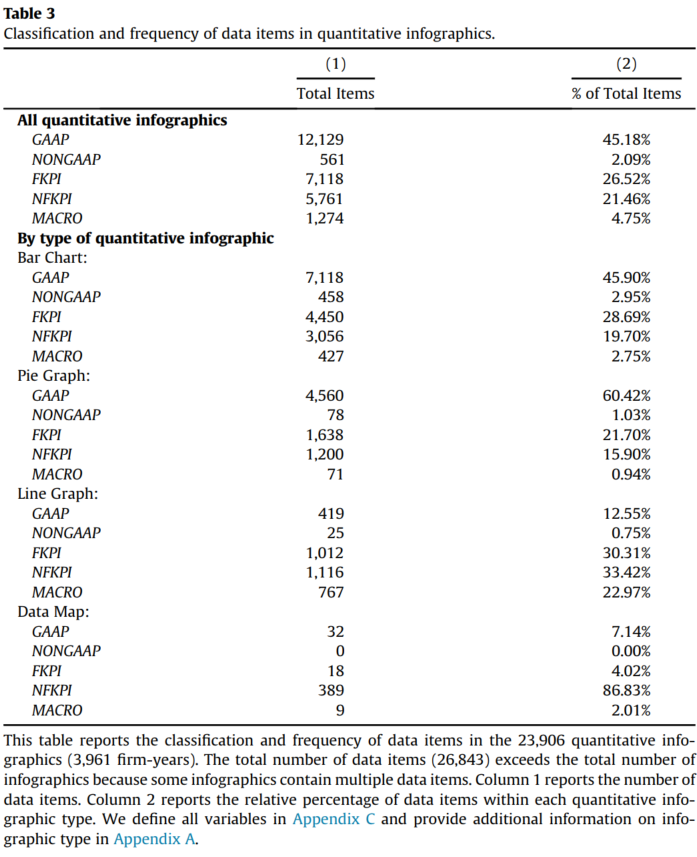 Table 3
Classification and frequency of data items in quantitative infographics.
(1) (2)
Total Items % of Total Items
All quantitative infographics
GAAP 12,129 45.18%
NONGAAP 561 2.09%
FKPI 7,118 26.52%
NFKPI 5,761 21.46%
MACRO 1,274 4.75%
By type of quantitative infographic
Bar Chart:
GAAP 7,118 45.90%
NONGAAP 458 2.95%
FKPI 4,450 28.69%
NFKPI 3,056 19.70%
MACRO 427 2.75%
Pie Graph:
GAAP 4,560 60.42%
NONGAAP 78 1.03%
FKPI 1,638 21.70%
NFKPI 1,200 15.90%
MACRO 71 0.94%
Line Graph:
GAAP 419 12.55%
NONGAAP 25 0.75%
FKPI 1,012 30.31%
NFKPI 1,116 33.42%
MACRO 767 22.97%
Data Map:
GAAP 32 7.14%
NONGAAP 0 0.00%
FKPI 18 4.02%
NFKPI 389 86.83%
MACRO 9 2.01%
This table reports the classification and frequency of data items in the 23,906 quantitative info-
graphics (3,961 firm-years). The total number of data items (26,843) exceeds the total number of
infographics because some infographics contain multiple data items. Column 1 reports the number of
data items. Column 2 reports the relative percentage of data items within each quantitative info-
graphic type. We define all variables in Appendix C and provide additional information on info-
graphic type in Appendix A.